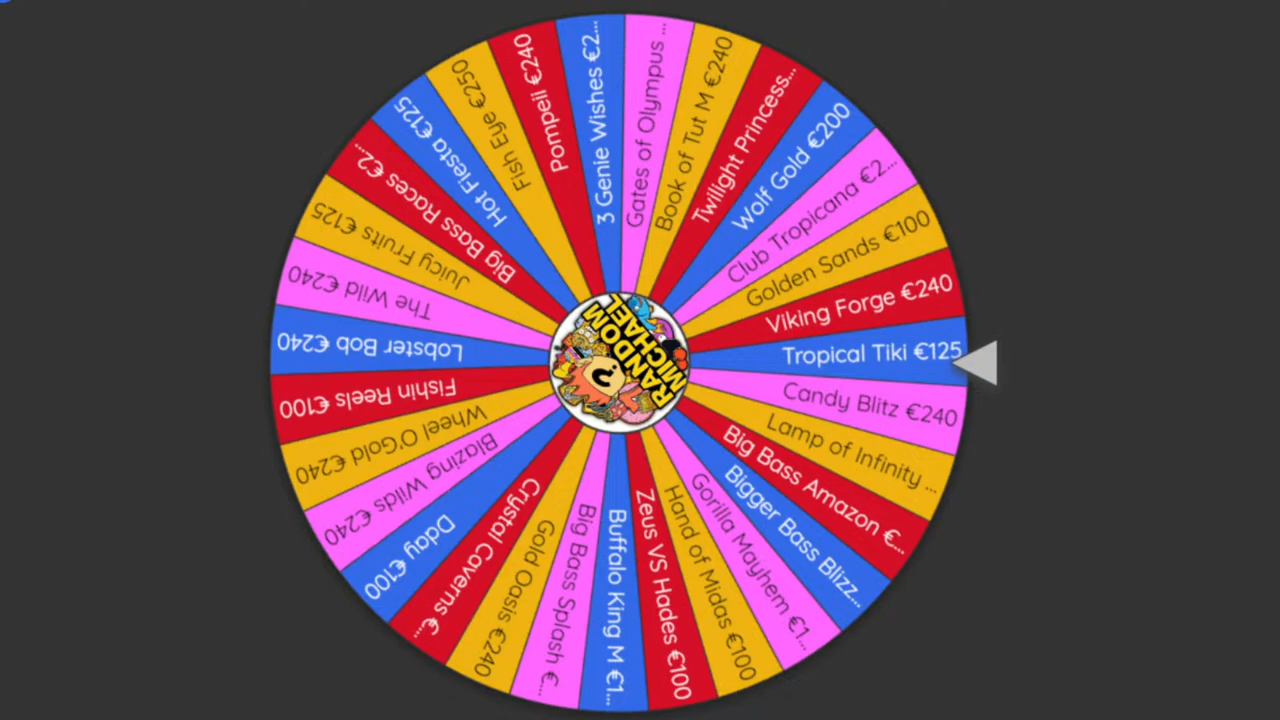 3 Genie Wishes €2...
Gates of Olympus ...
Book of Tut M €240
Twilight Princess...
Wolf Gold €200
Club Tropicana €2...
Golden Sands €100
Viking Forge €240
Tropical Tiki €125
Candy Blitz €240
Lamp of Infinity ...
Big Bass Amazon €...
Bigger Bass Blizz...
Gorilla Mayhem €1...
Hand of Midas €100
Zeus VS Hades €100
Buffalo King M €1...
Big Bass Splash €...
Gold Oasis €240
Crystal Caverns €...
Dday €100
Blazing Wilds €240
Wheel O'Gold €240
Fishin Reels €100
Lobster Bob €240
The Wild €240
Juicy Fruits €125
Big Bass Races €2...
Hot Fiesta €125
Fish Eye €250
Pompeii €240
RANDOM
MICHAEL
?